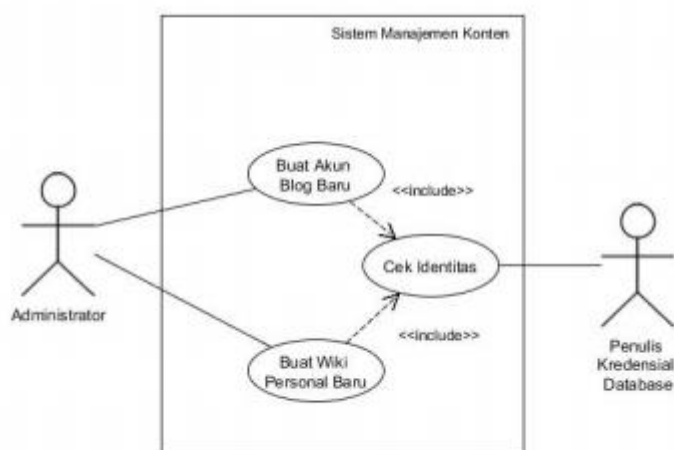 Sistem Manajemen Konten
Buat Akun
Blog Baru
<<include>>
Cek Identitas
Administrator
<<include>>
Buat Wiki
Personal Baru
Penulis
Kredensial
Database